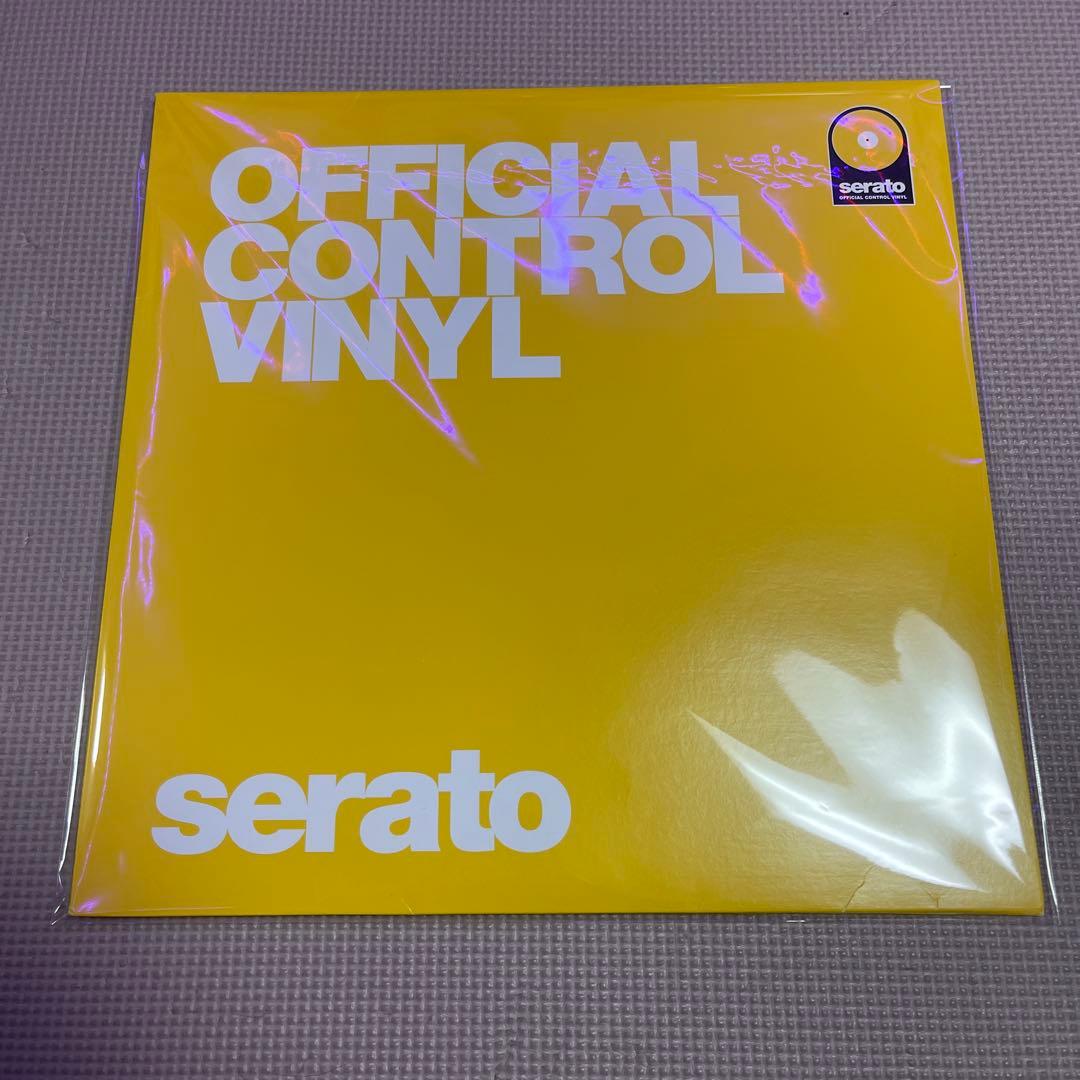 OFFICIAL
CONTROL
VINYL
serato
OFFICIAL CONTROL VINYL
serato